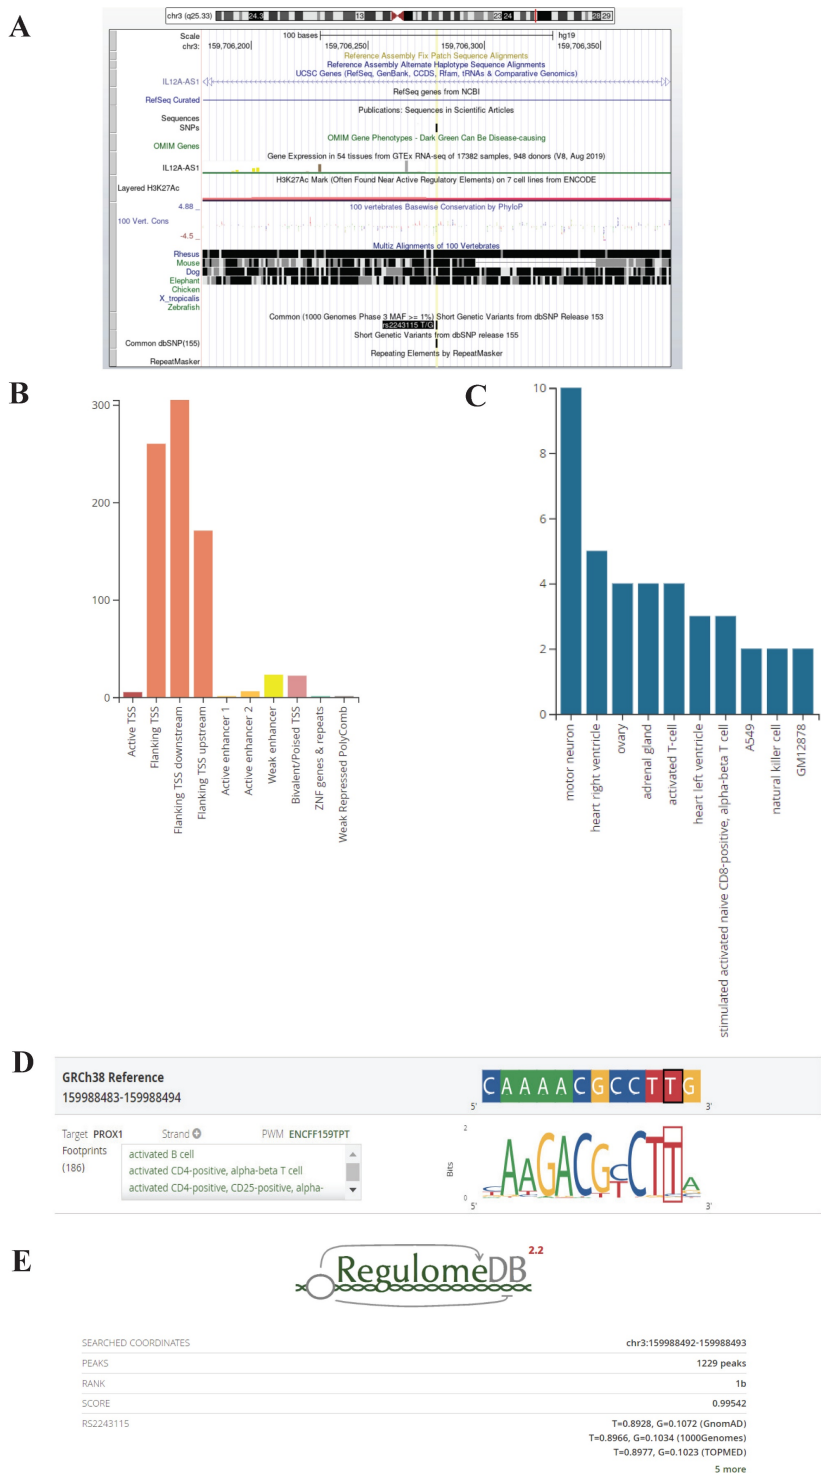 A
chr3 (q25.33) 24.3 13 23 24 28 29
Scale 100 bases hg19
chr3: 159,706,200 159,706,250 159,706,300 159,706,350
Reference Assembly Fix Patch Sequence Alignments
Reference Assembly Alternate Haplotype Sequence Alignments
UCSC Genes (RefSeq, GenBank, CCDS, Rfam, tRNAs & Comparative Genomics)
IL12A-AS1
RefSeq genes from NCBI
RefSeq Curated
Publications: Sequences in Scientific Articles
Sequences
SNPs
OMIM Gene Phenotypes - Dark Green Can Be Disease-causing
OMIM Genes
Gene Expression in 54 tissues from GTEx RNA-seq of 17382 samples, 948 donors (V8, Aug 2019)
IL12A-AS1
H3K27Ac Mark (Often Found Near Active Regulatory Elements) on 7 cell lines from ENCODE
Layered H3K27Ac
4.88 _ 100 vertebrates Basewise Conservation by PhyloP
100 Vert. Cons
-4.5 _
Multiz Alignments of 100 Vertebrates
Rhesus
Mouse
Dog
Elephant
Chicken
X_tropicalis
Zebrafish
Common (1000 Genomes Phase 3 MAF >= 1%) Short Genetic Variants from dbSNP Release 153
rs2243115 T/G
Short Genetic Variants from dbSNP release 155
Common dbSNP(155)
Repeating Elements by RepeatMasker
RepeatMasker
B
300
200
100
0
Active TSS
Flanking TSS
Flanking TSS downstream
Flanking TSS upstream
Active enhancer 1
Active enhancer 2
Weak enhancer
Bivalent/Poised TSS
ZNF genes & repeats
Weak Repressed PolyComb
C
10
8
6
4
2
0
motor neuron
heart right ventricle
ovary
adrenal gland
activated T-cell
heart left ventricle
stimulated activated naive CD8-positive, alpha-beta T cell
A549
natural killer cell
GM12878
D
GRCh38 Reference
159988483-159988494
C A A A A C G C C T T G
5' 3'
Target PROX1 Strand PWM ENCFF159TPT
Footprints
(186)
activated B cell
activated CD4-positive, alpha-beta T cell
activated CD4-positive, CD25-positive, alpha-
2
Bits
0
A A G A C G C T C T T A
5' 3'
E
RegulomeDB 2.2
SEARCHED COORDINATES chr3:159988492-159988493
PEAKS 1229 peaks
RANK 1b
SCORE 0.99542
RS2243115 T=0.8928, G=0.1072 (GnomAD)
T=0.8966, G=0.1034 (1000Genomes)
T=0.8977, G=0.1023 (TOPMED)
5 more